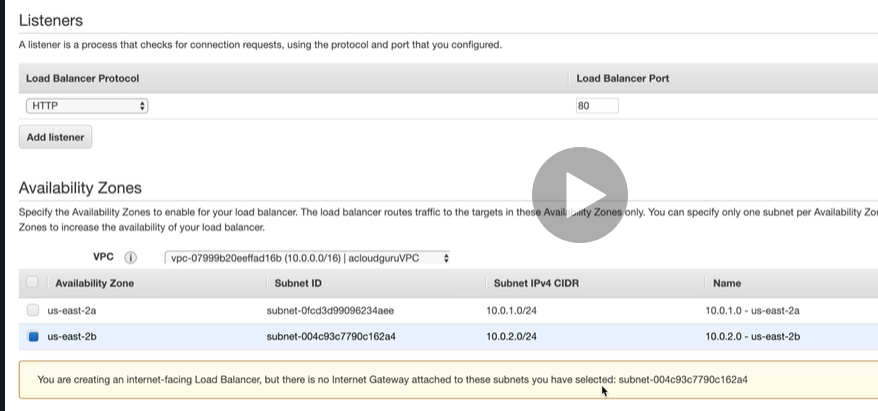 Listeners
A listener is a process that checks for connection requests, using the protocol and port that you configured.
Load Balancer Protocol Load Balancer Port
HTTP 80
Add listener
Availability Zones
Specify the Availability Zones to enable for your load balancer. The load balancer routes traffic to the targets in these Availability Zones only. You can specify only one subnet per Availability
Zones to increase the availability of your load balancer.
VPC i vpc-07999b20eeffad16b (10.0.0.0/16) | acloudguruVPC
Availability Zone Subnet ID Subnet IPv4 CIDR Name
us-east-2a subnet-0fcd3d99096234aee 10.0.1.0/24 10.0.1.0 - us-east-2a
us-east-2b subnet-004c93c7790c162a4 10.0.2.0/24 10.0.2.0 - us-east-2b
You are creating an internet-facing Load Balancer, but there is no Internet Gateway attached to these subnets you have selected: subnet-004c93c7790c162a4